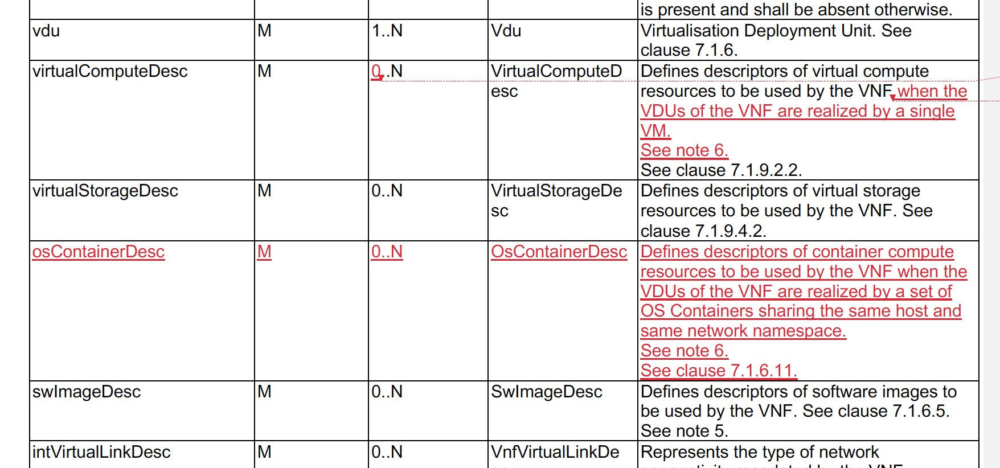 is present and shall be absent otherwise.
vdu M 1..N Vdu Virtualisation Deployment Unit. See
clause 7.1.6.
virtualComputeDesc M 0..N VirtualComputeD Defines descriptors of virtual compute
esc resources to be used by the VNF when the
VDUs of the VNF are realized by a single
VM.
See note 6.
See clause 7.1.9.2.2.
virtualStorageDesc M 0..N VirtualStorageDe Defines descriptors of virtual storage
sc resources to be used by the VNF. See
clause 7.1.9.4.2.
osContainerDesc M 0..N OsContainerDesc Defines descriptors of container compute
resources to be used by the VNF when the
VDUs of the VNF are realized by a set of
OS Containers sharing the same host and
same network namespace.
See note 6.
See clause 7.1.6.11.
swImageDesc M 0..N SwImageDesc Defines descriptors of software images to
be used by the VNF. See clause 7.1.6.5.
See note 5.
intVirtualLinkDesc M 0..N VnfVirtualLinkDe Represents the type of network